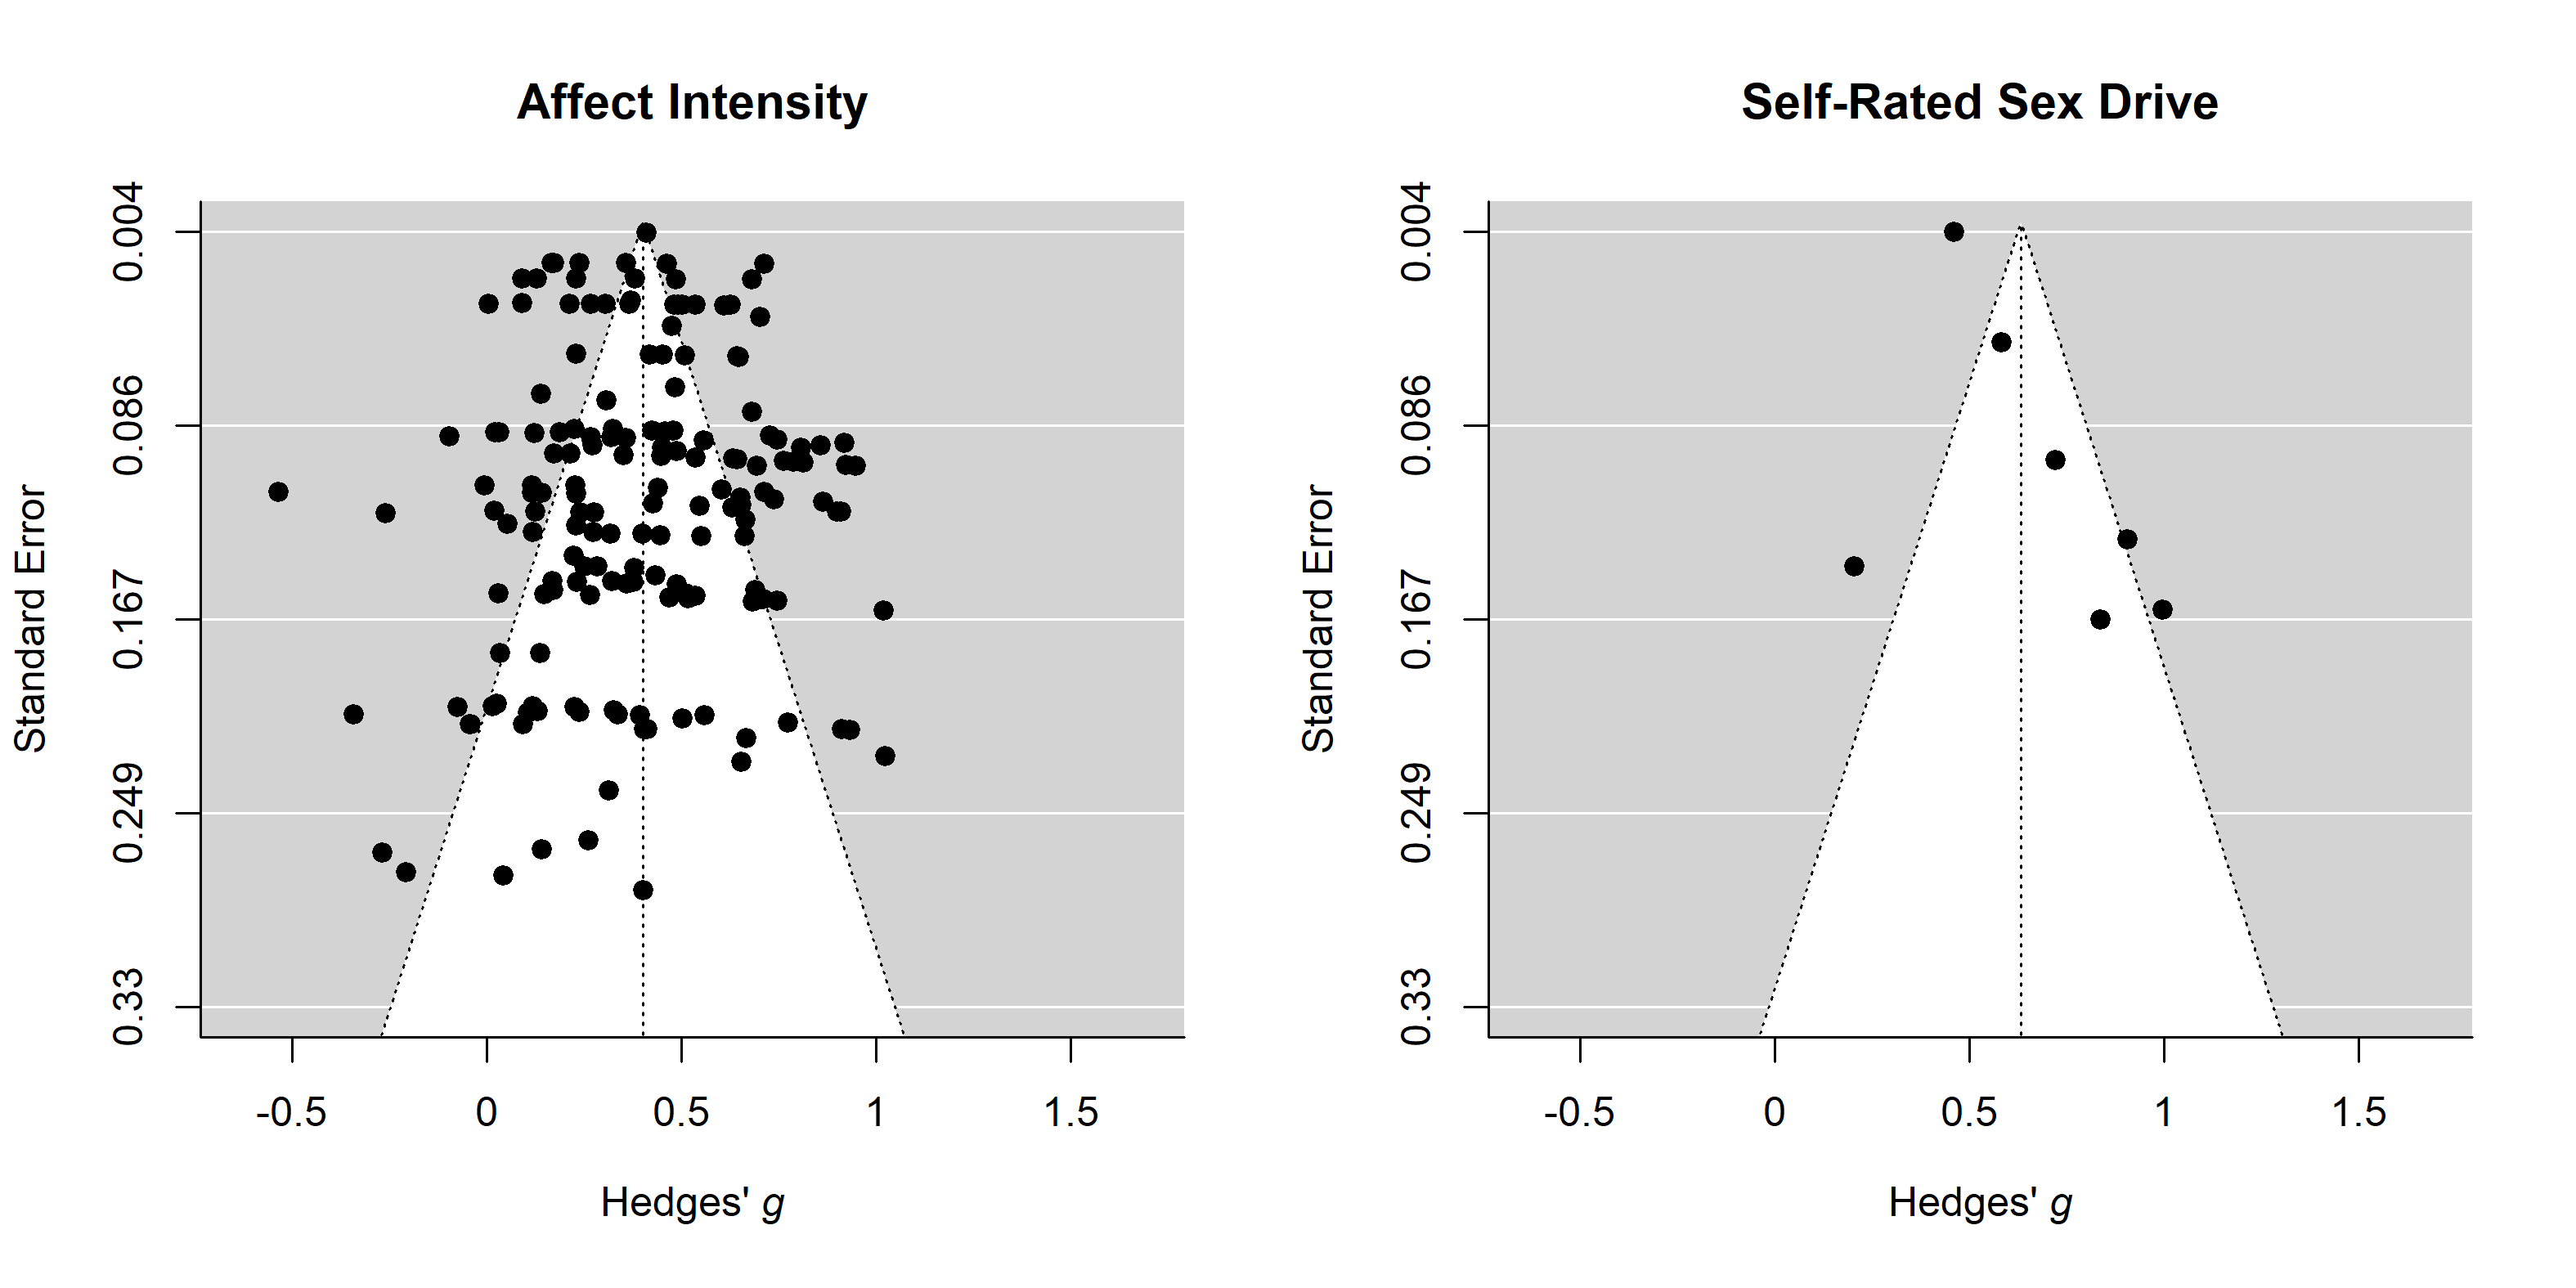 Affect Intensity
Standard Error
0.004
0.086
0.167
0.249
0.33
-0.5 0 0.5 1 1.5
Hedges' g
Self-Rated Sex Drive
Standard Error
0.004
0.086
0.167
0.249
0.33
-0.5 0 0.5 1 1.5
Hedges' g